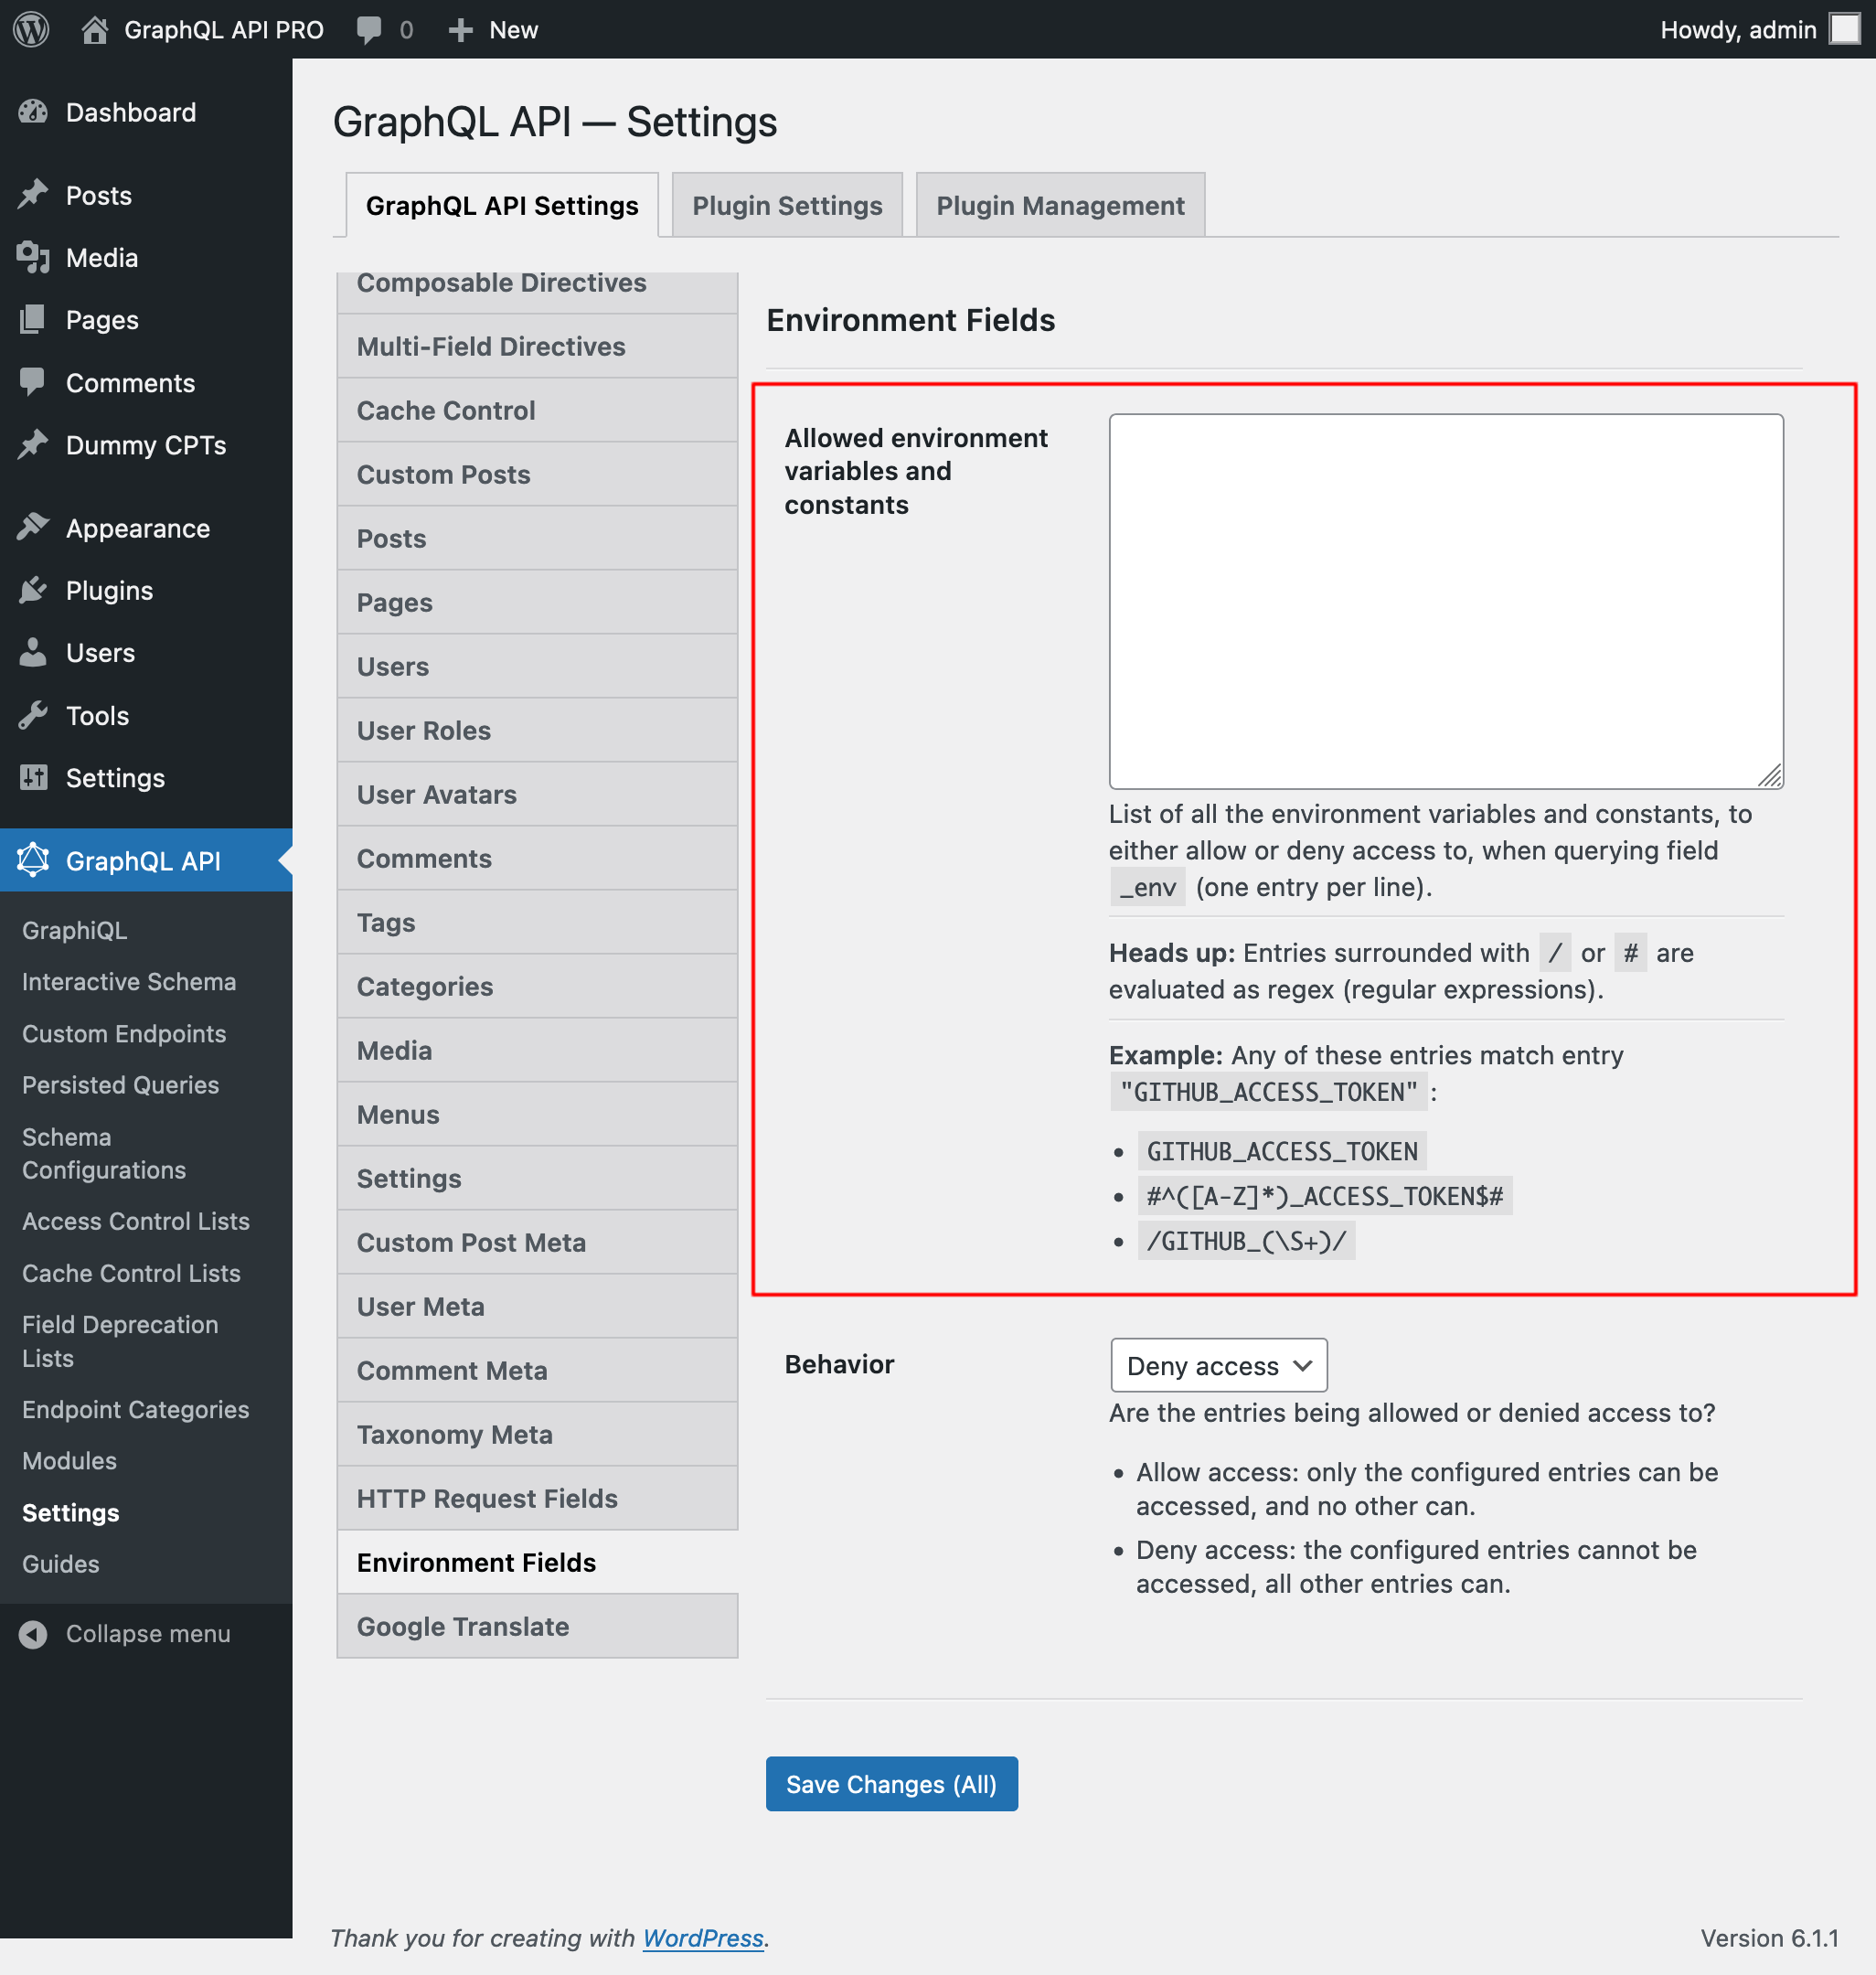 GraphQL API PRO
0
New
Howdy, admin
Dashboard
Posts
Media
Pages
Comments
Dummy CPTs
Appearance
Plugins
Users
Tools
Settings
GraphQL API
GraphiQL
Interactive Schema
Custom Endpoints
Persisted Queries
Schema
Configurations
Access Control Lists
Cache Control Lists
Field Deprecation
Lists
Endpoint Categories
Modules
Settings
Guides
Collapse menu
GraphQL API — Settings
GraphQL API Settings
Plugin Settings
Plugin Management
Composable Directives
Multi-Field Directives
Cache Control
Custom Posts
Posts
Pages
Users
User Roles
User Avatars
Comments
Tags
Categories
Media
Menus
Settings
Custom Post Meta
User Meta
Comment Meta
Taxonomy Meta
HTTP Request Fields
Environment Fields
Google Translate
Environment Fields
Allowed environment
variables and
constants
List of all the environment variables and constants, to
either allow or deny access to, when querying field
_env (one entry per line).
Heads up: Entries surrounded with / or # are
evaluated as regex (regular expressions).
Example: Any of these entries match entry
"GITHUB_ACCESS_TOKEN" :
• GITHUB_ACCESS_TOKEN
• #^([A-Z]*)_ACCESS_TOKEN$#
• /GITHUB_(\S+)/
Behavior
Deny access
Are the entries being allowed or denied access to?
• Allow access: only the configured entries can be
accessed, and no other can.
• Deny access: the configured entries cannot be
accessed, all other entries can.
Save Changes (All)
Thank you for creating with WordPress.
Version 6.1.1